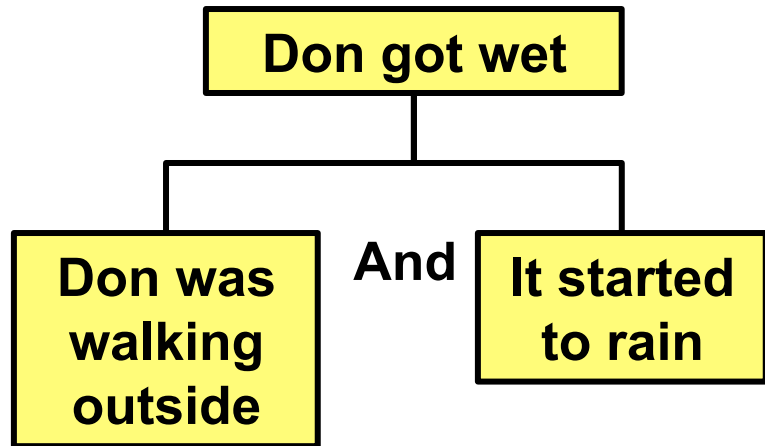 Don got wet
Don was
walking
outside
And
It started
to rain